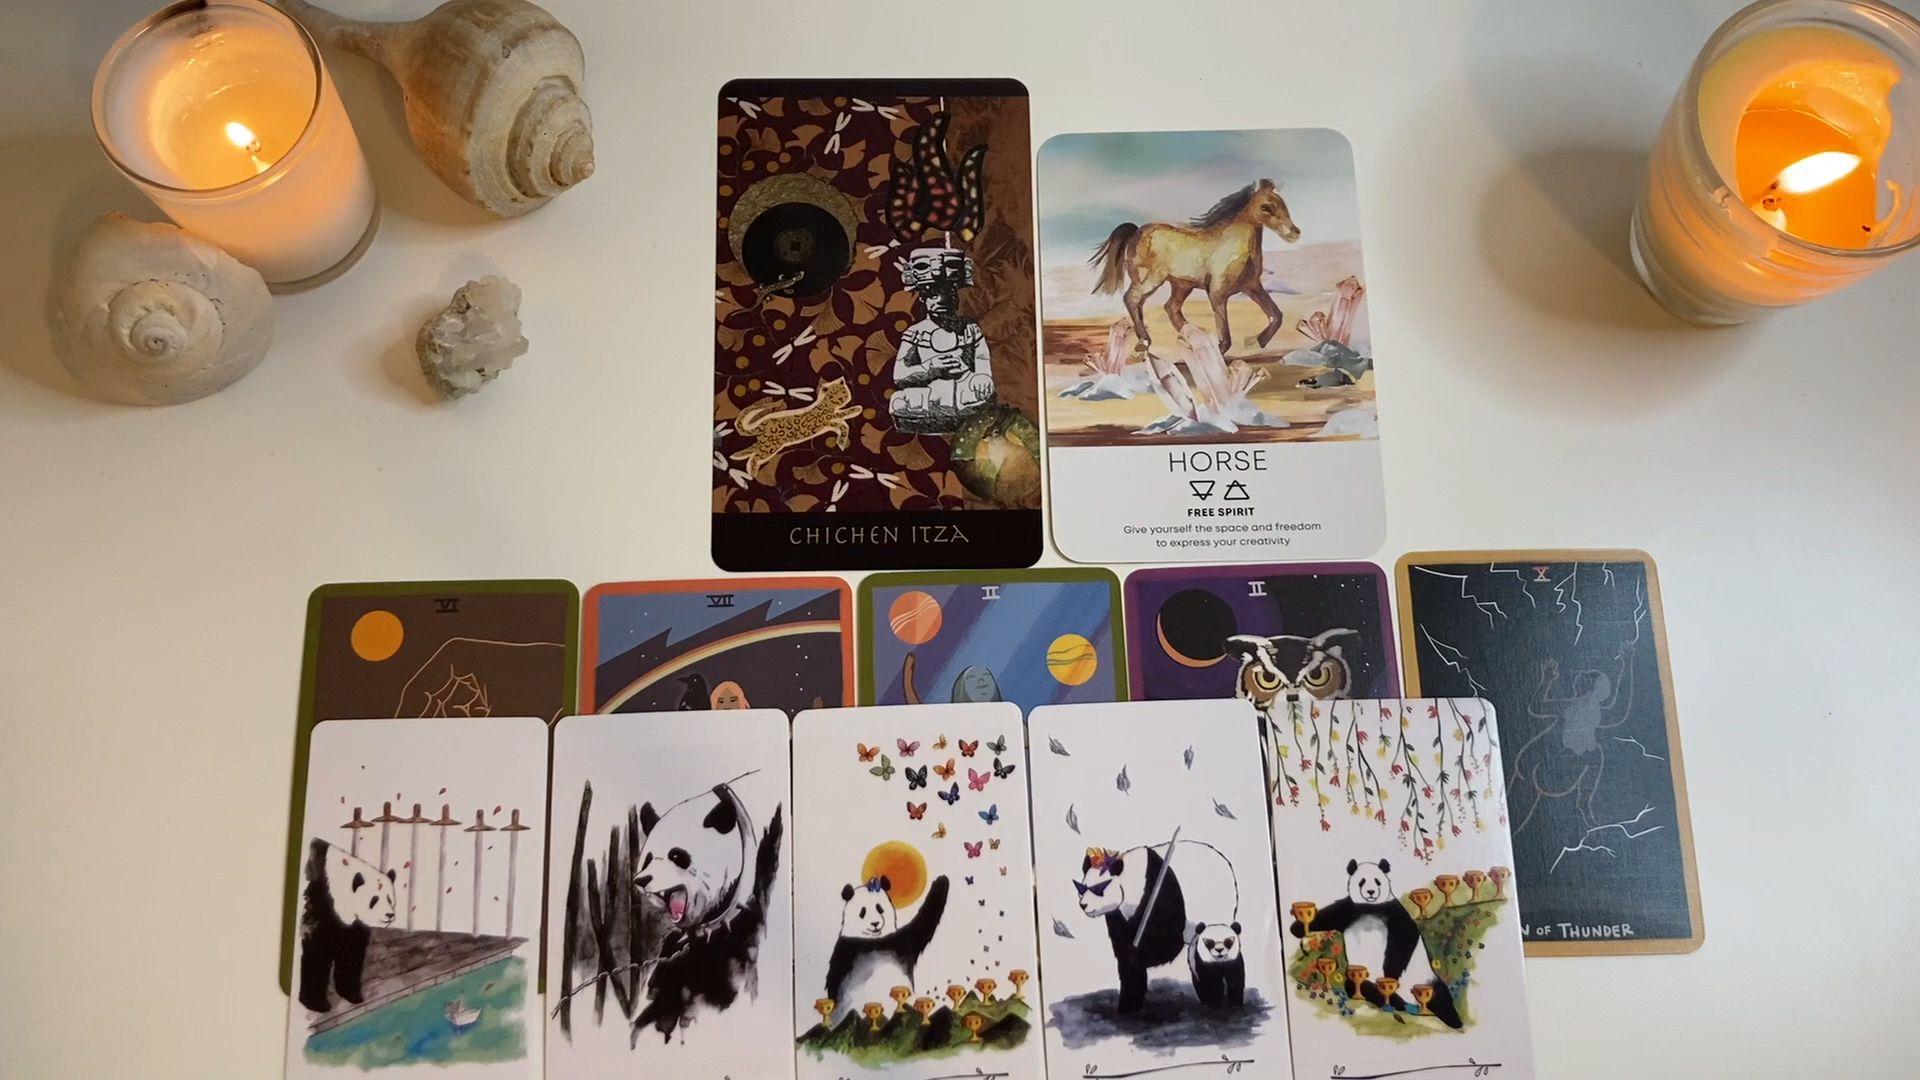 CHICHEN ITZA
HORSE
FREE SPIRIT
Give yourself the space and freedom
to express your creativity
VI
VII
II
II
X
OF THUNDER